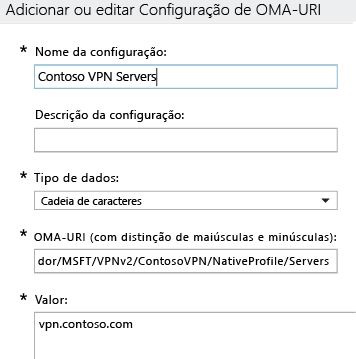 Adicionar ou editar Configuração de OMA-URI
* Nome da configuração:
Contoso VPN Servers
Descrição da configuração:
* Tipo de dados:
Cadeia de caracteres
* OMA-URI (com distinção de maiúsculas e minúsculas):
dor/MSFT/VPNv2/ContosoVPN/NativeProfile/Servers
* Valor:
vpn.contoso.com